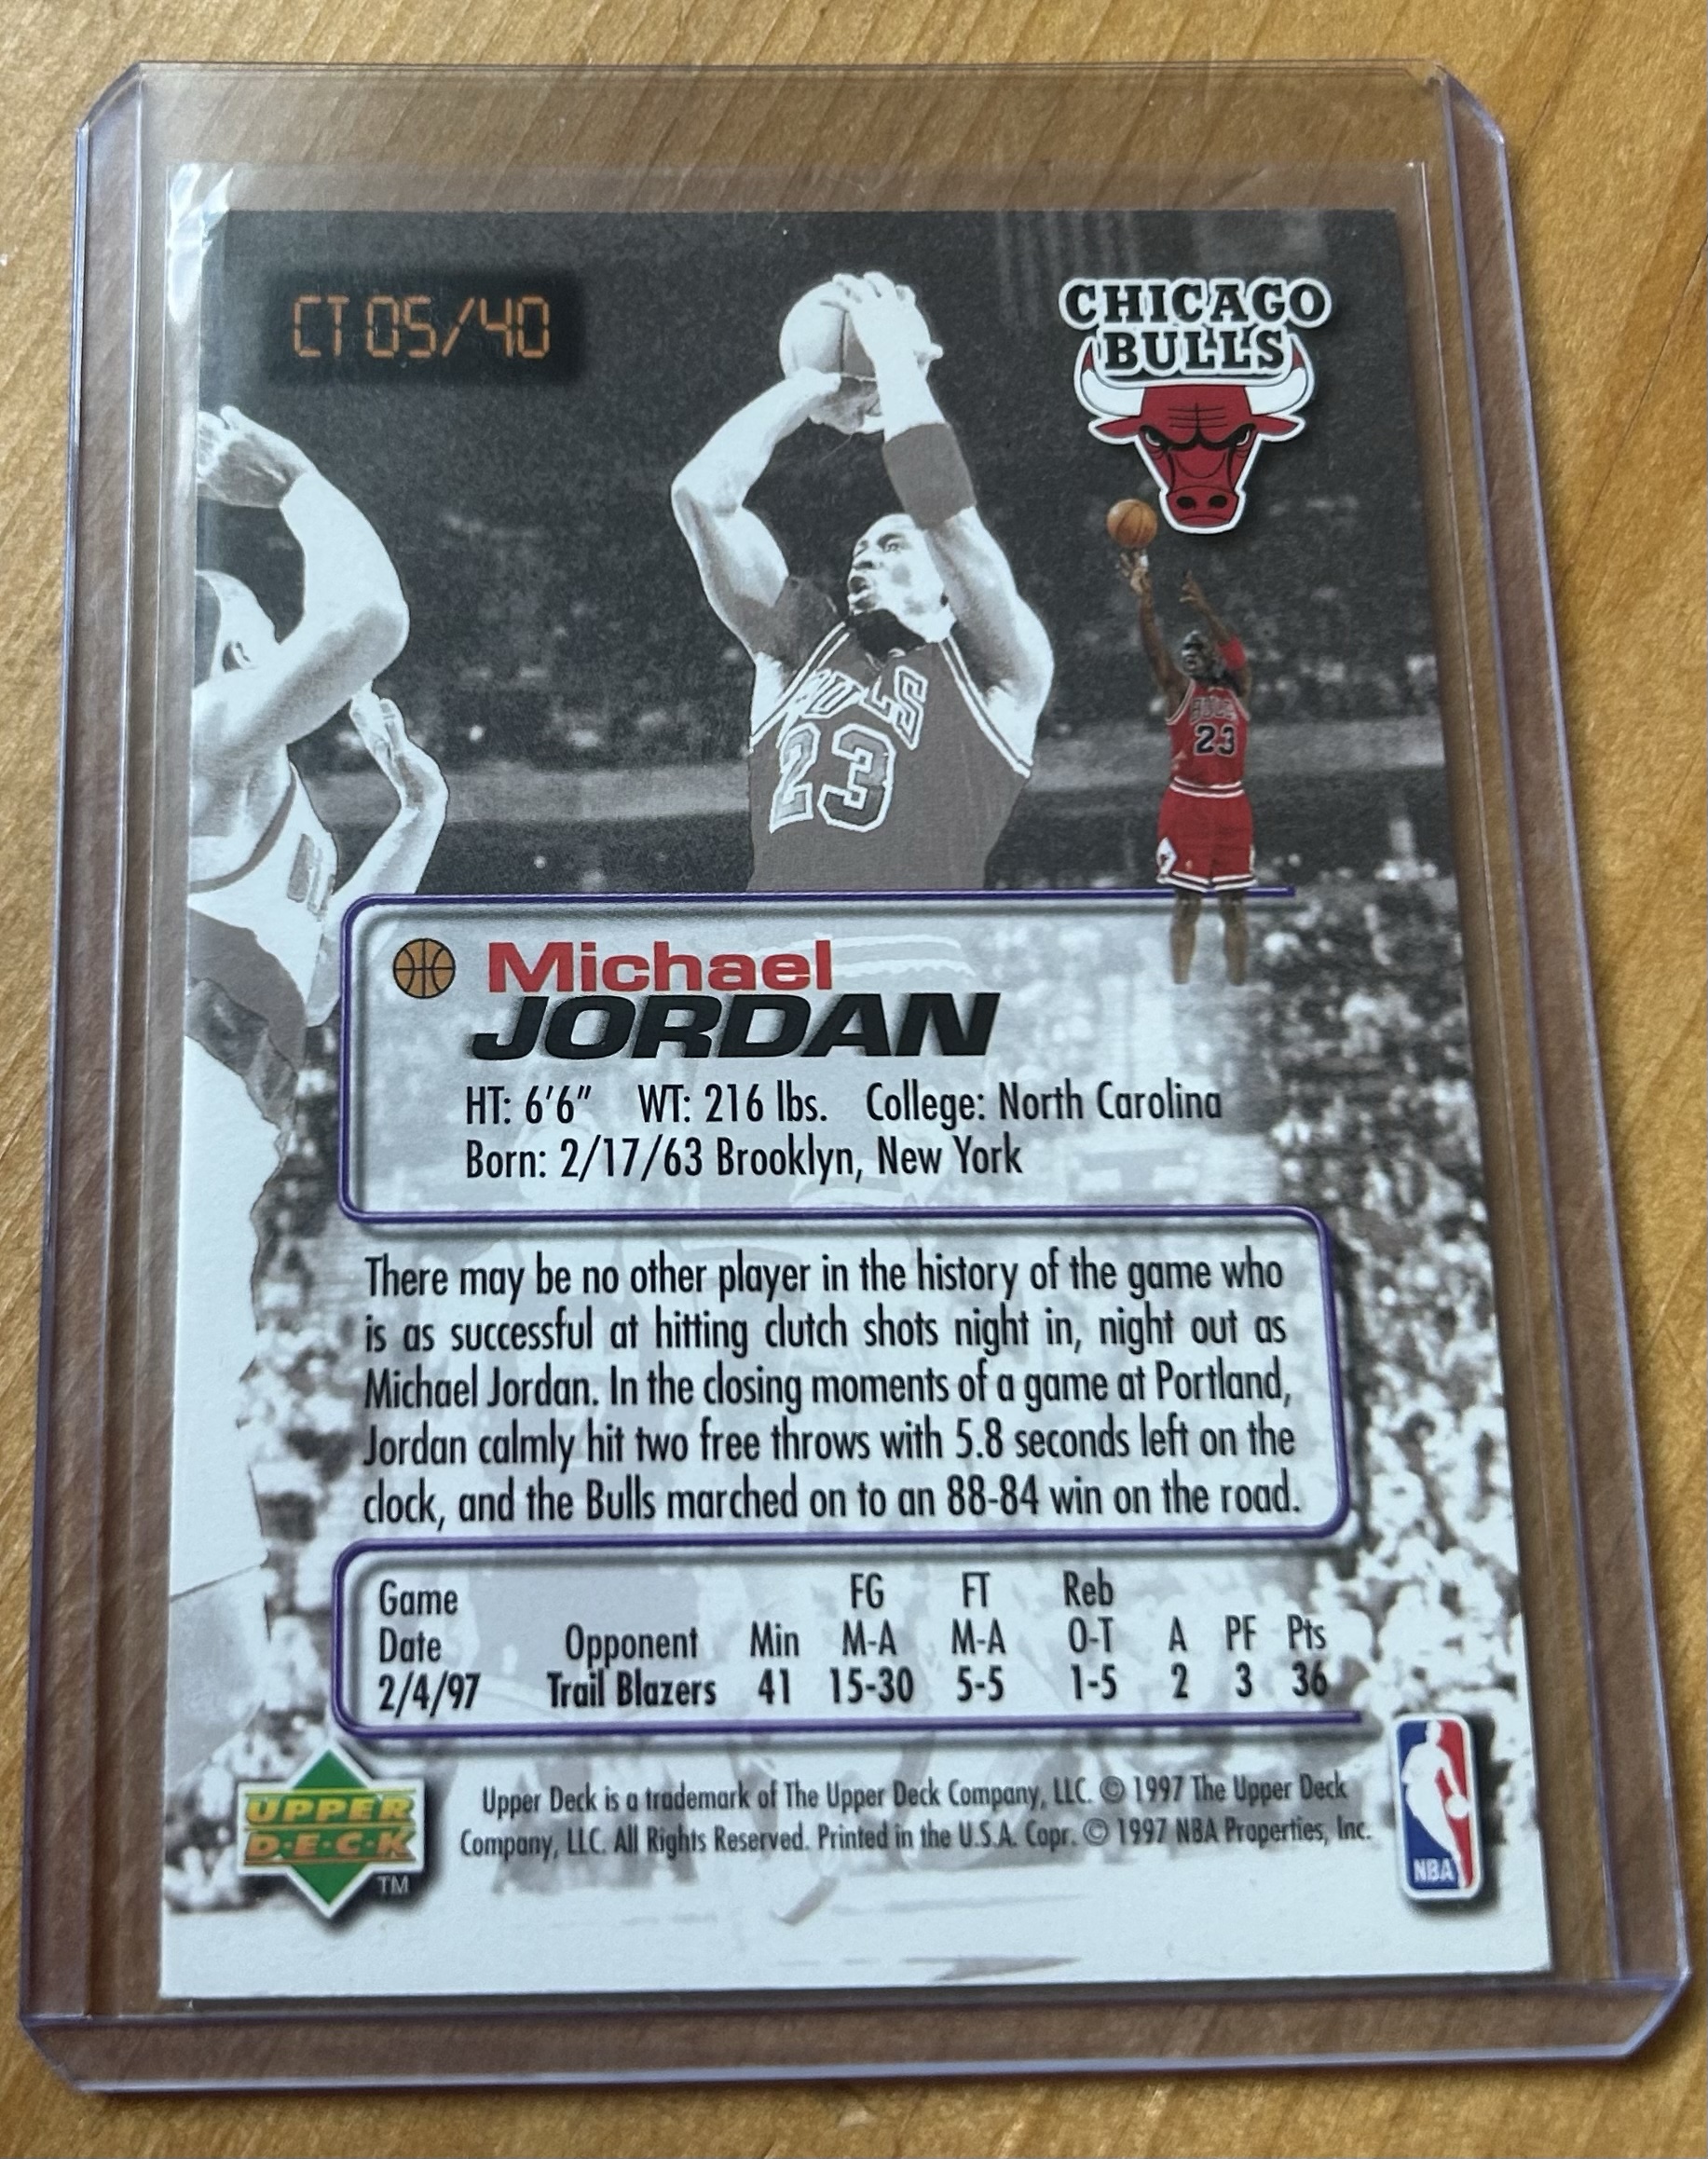 CT 05/40
CHICAGO
BULLS
BULLS
23
BULLS
23
Michael
JORDAN
HT: 6'6" WT: 216 lbs. College: North Carolina
Born: 2/17/63 Brooklyn, New York
There may be no other player in the history of the game who
is as successful at hitting clutch shots night in, night out as
Michael Jordan. In the closing moments of a game at Portland,
Jordan calmly hit two free throws with 5.8 seconds left on the
clock, and the Bulls marched on to an 88-84 win on the road.
Game FG FT Reb
Date Opponent Min M-A M-A O-T A PF Pts
2/4/97 Trail Blazers 41 15-30 5-5 1-5 2 3 36
UPPER
D·E·C·K
TM
Upper Deck is a trademark of The Upper Deck Company, LLC. © 1997 The Upper Deck
Company, LLC. All Rights Reserved. Printed in the U.S.A. Copr. © 1997 NBA Properties, Inc.
NBA